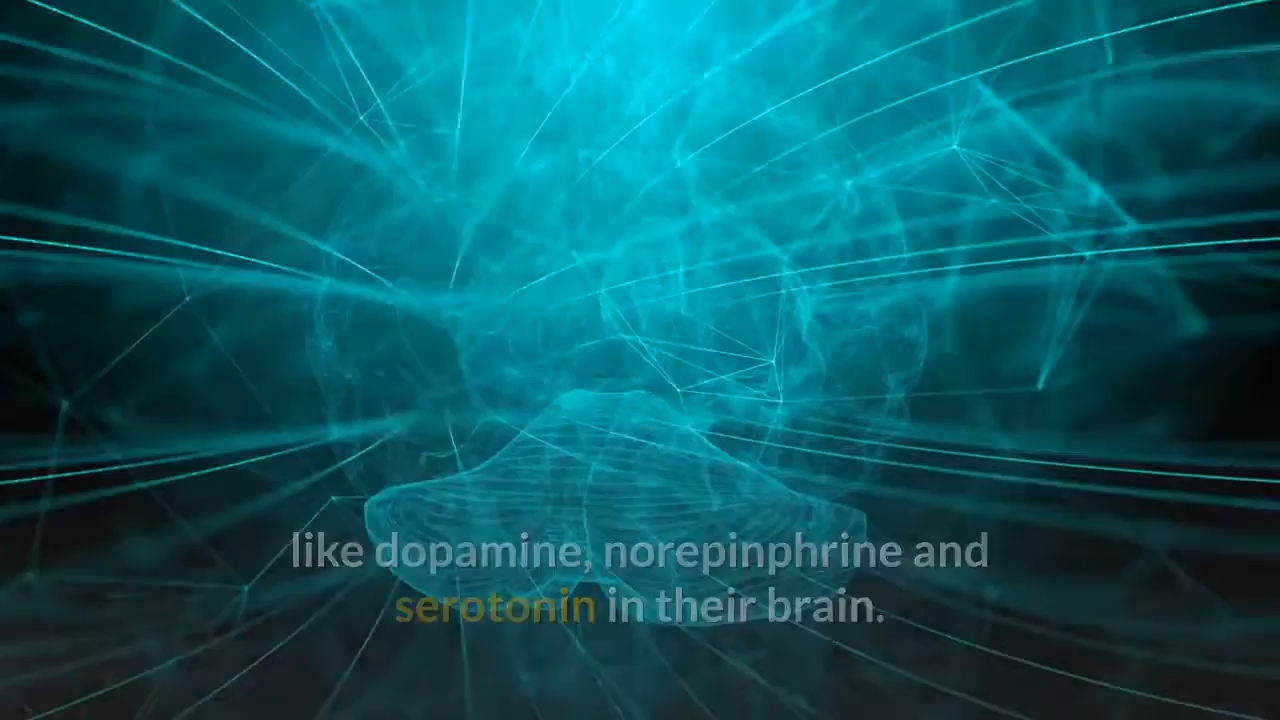 like dopamine, norepinphrine and
serotonin in their brain.